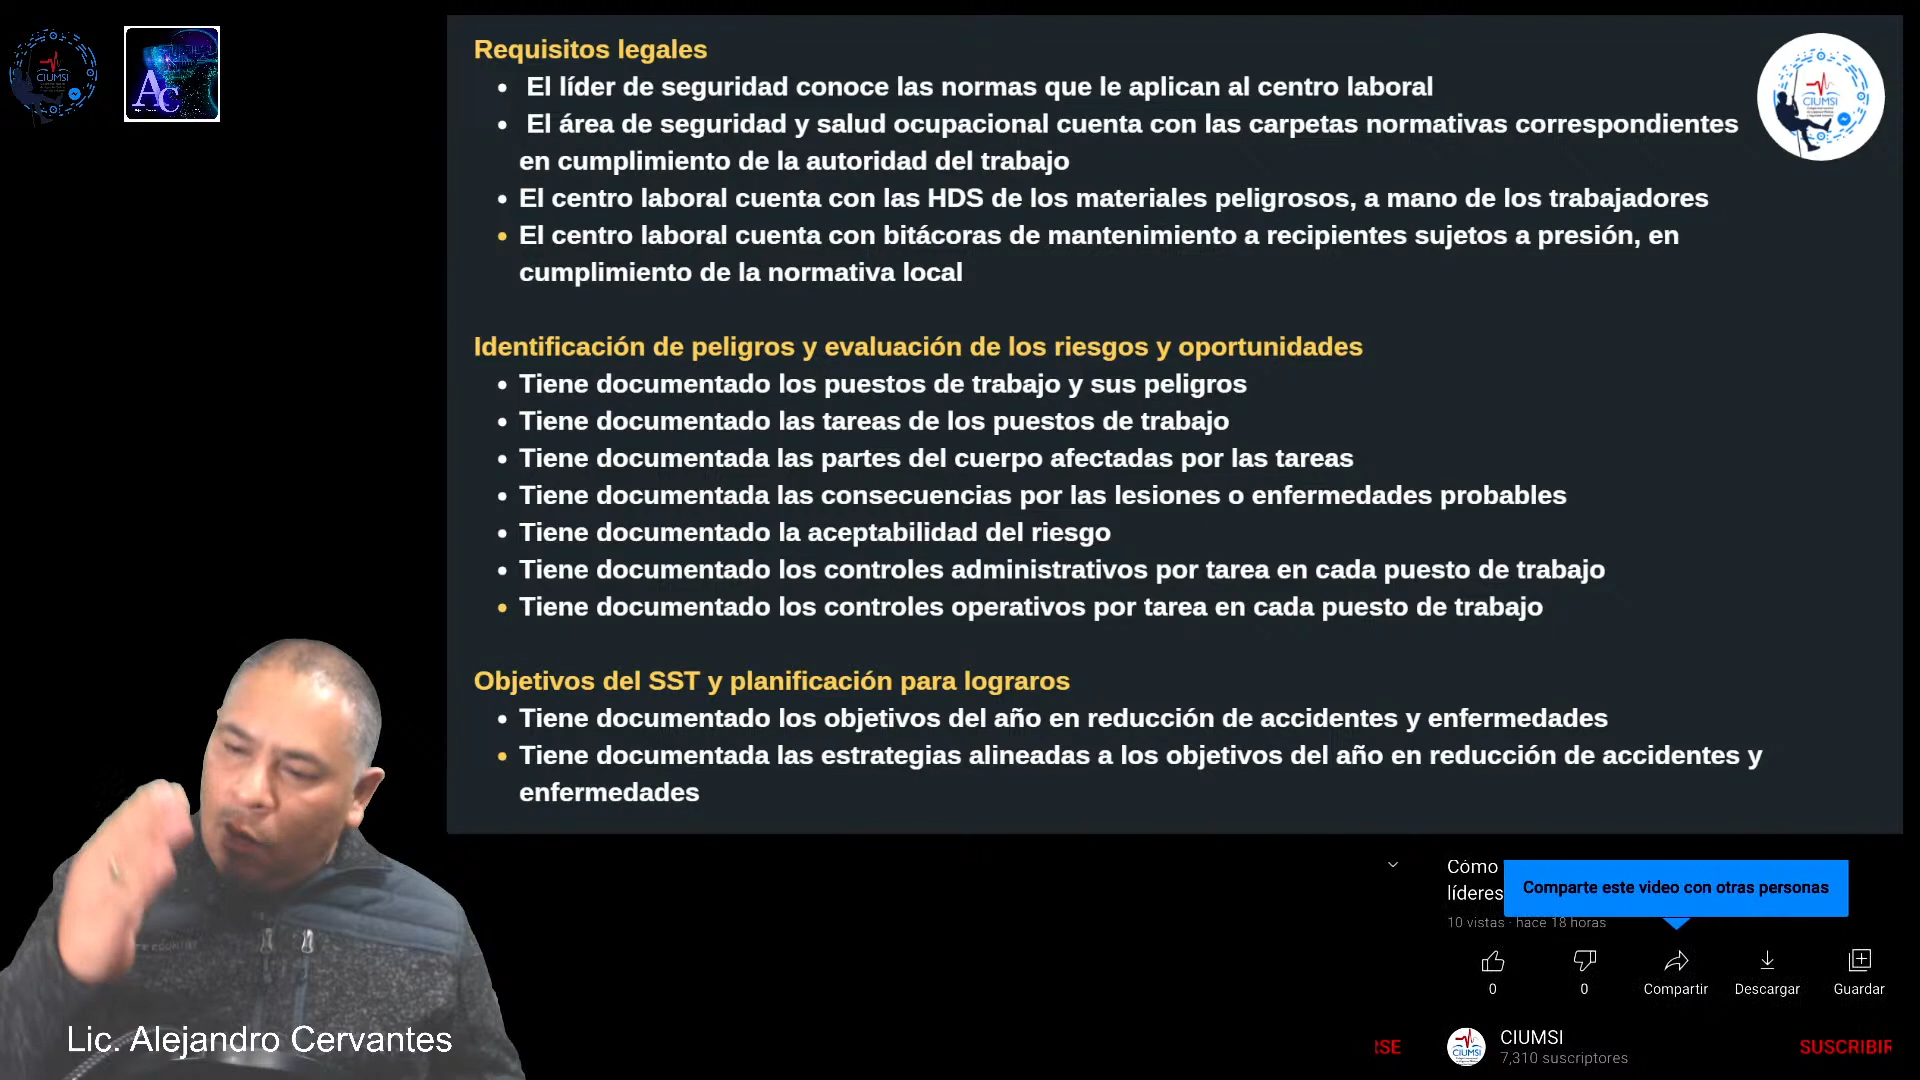 Requisitos legales
El líder de seguridad conoce las normas que le aplican al centro laboral
El área de seguridad y salud ocupacional cuenta con las carpetas normativas correspondientes
en cumplimiento de la autoridad del trabajo
El centro laboral cuenta con las HDS de los materiales peligrosos, a mano de los trabajadores
El centro laboral cuenta con bitácoras de mantenimiento a recipientes sujetos a presión, en
cumplimiento de la normativa local
Identificación de peligros y evaluación de los riesgos y oportunidades
Tiene documentado los puestos de trabajo y sus peligros
Tiene documentado las tareas de los puestos de trabajo
Tiene documentada las partes del cuerpo afectadas por las tareas
Tiene documentada las consecuencias por las lesiones o enfermedades probables
Tiene documentado la aceptabilidad del riesgo
Tiene documentado los controles administrativos por tarea en cada puesto de trabajo
Tiene documentado los controles operativos por tarea en cada puesto de trabajo
Objetivos del SST y planificación para lograros
Tiene documentado los objetivos del año en reducción de accidentes y enfermedades
Tiene documentada las estrategias alineadas a los objetivos del año en reducción de accidentes y
enfermedades
CIUMSI
AC
CIUMSI
Lic. Alejandro Cervantes
Cómo
líderes
Comparte este video con otras personas
10 vistas · hace 18 horas
0
0
Compartir
Descargar
Guardar
CIUMSI
CIUMSI
7,310 suscriptores
SUSCRIBIR